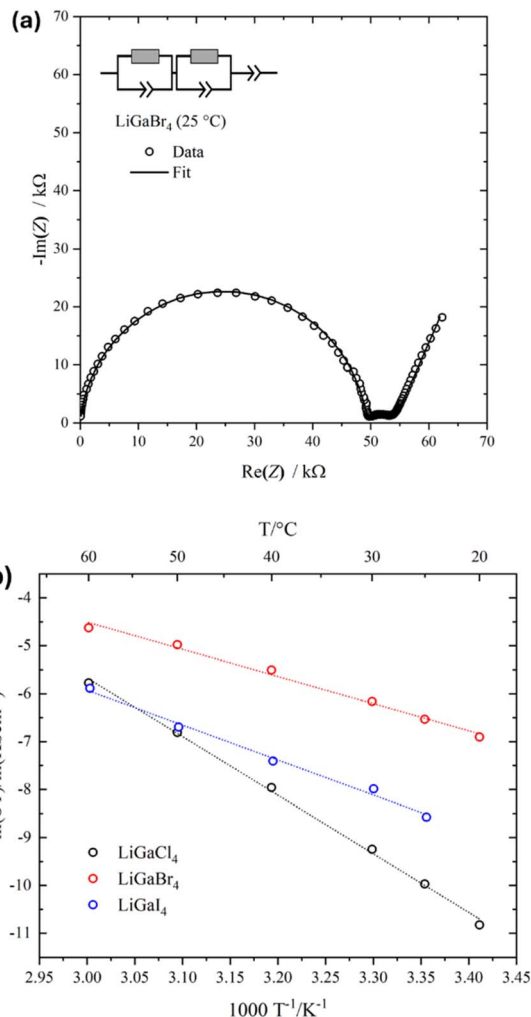 (a)
70
60
50
40
30
20
10
0
-Im(Z) / kΩ
LiGaBr₄ (25 °C)
Data
Fit
0 10 20 30 40 50 60 70
Re(Z) / kΩ
T/°C
60 50 40 30 20
-4
-5
-6
-7
-8
-9
-10
-11
LiGaCl₄
LiGaBr₄
LiGaI₄
2.95 3.00 3.05 3.10 3.15 3.20 3.25 3.30 3.35 3.40 3.45
1000 T⁻¹/K⁻¹